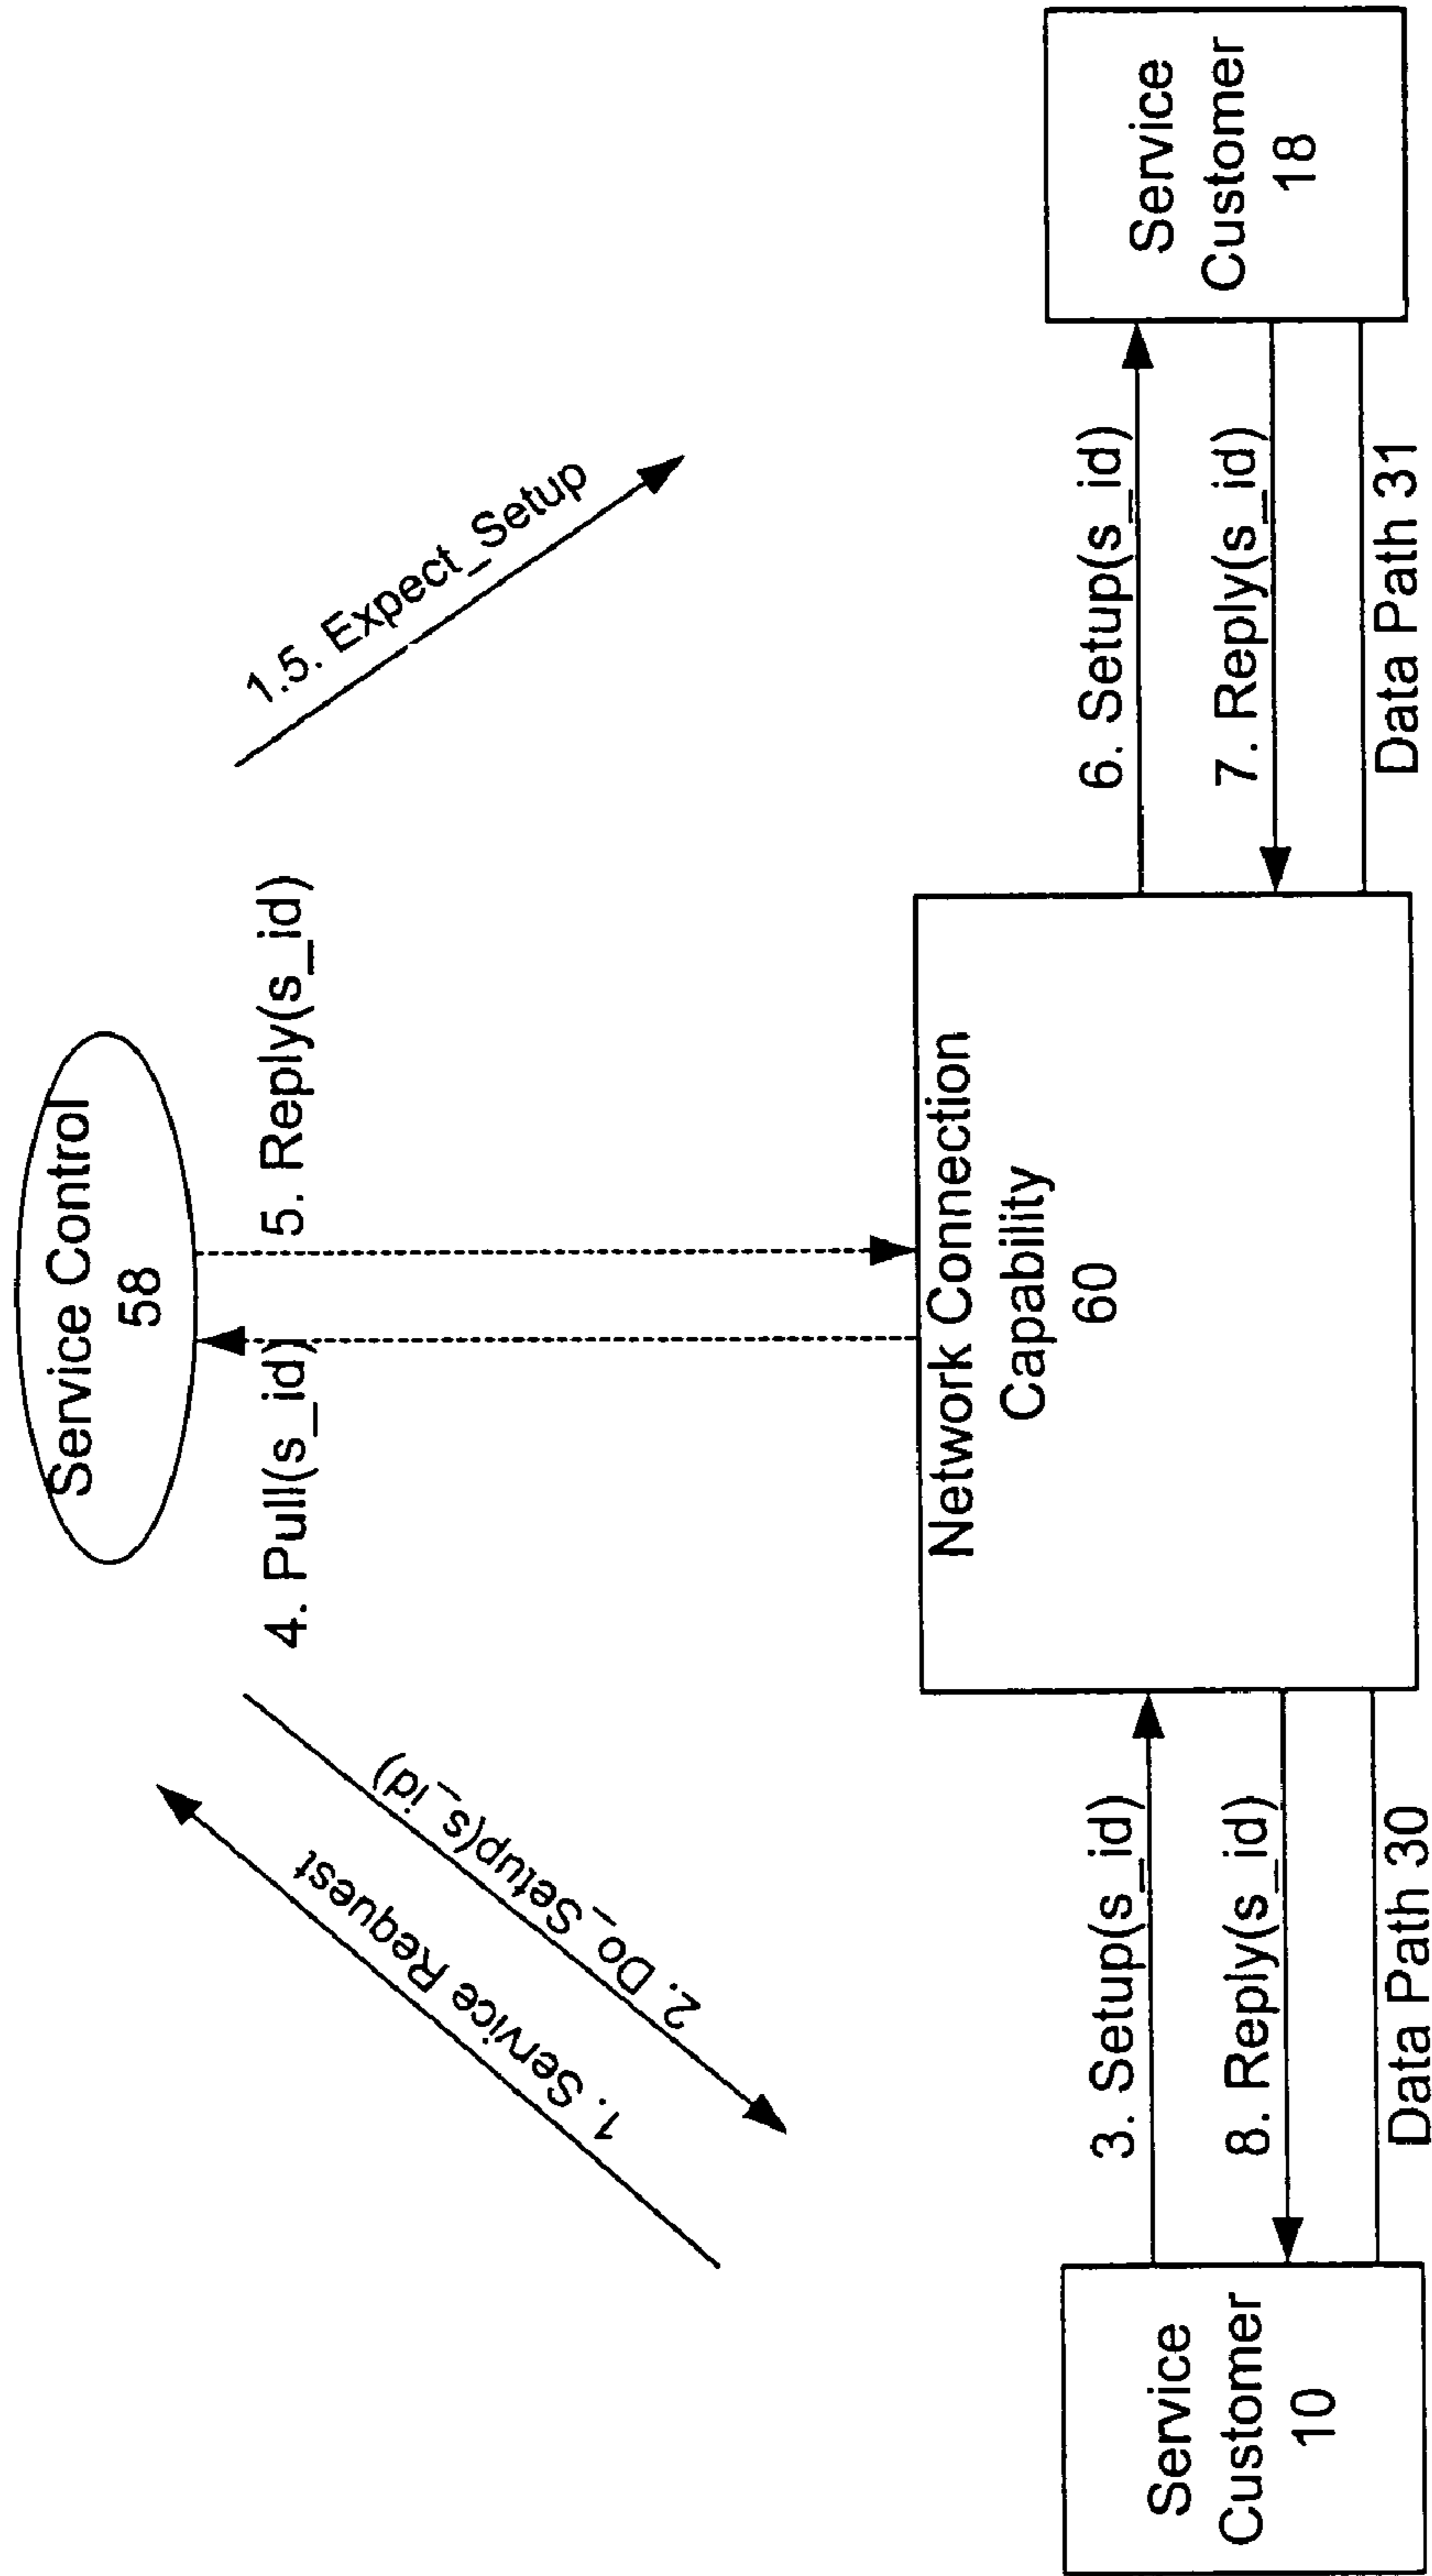 Service Control
58
4. Pull(s_id)
5. Reply(s_id)
1. Service Request
2. Do_Setup(s_id)
1.5. Expect_Setup
Network Connection
Capability
60
Service
Customer
10
3. Setup(s_id)
8. Reply(s_id)
Data Path 30
6. Setup(s_id)
7. Reply(s_id)
Data Path 31
Service
Customer
18